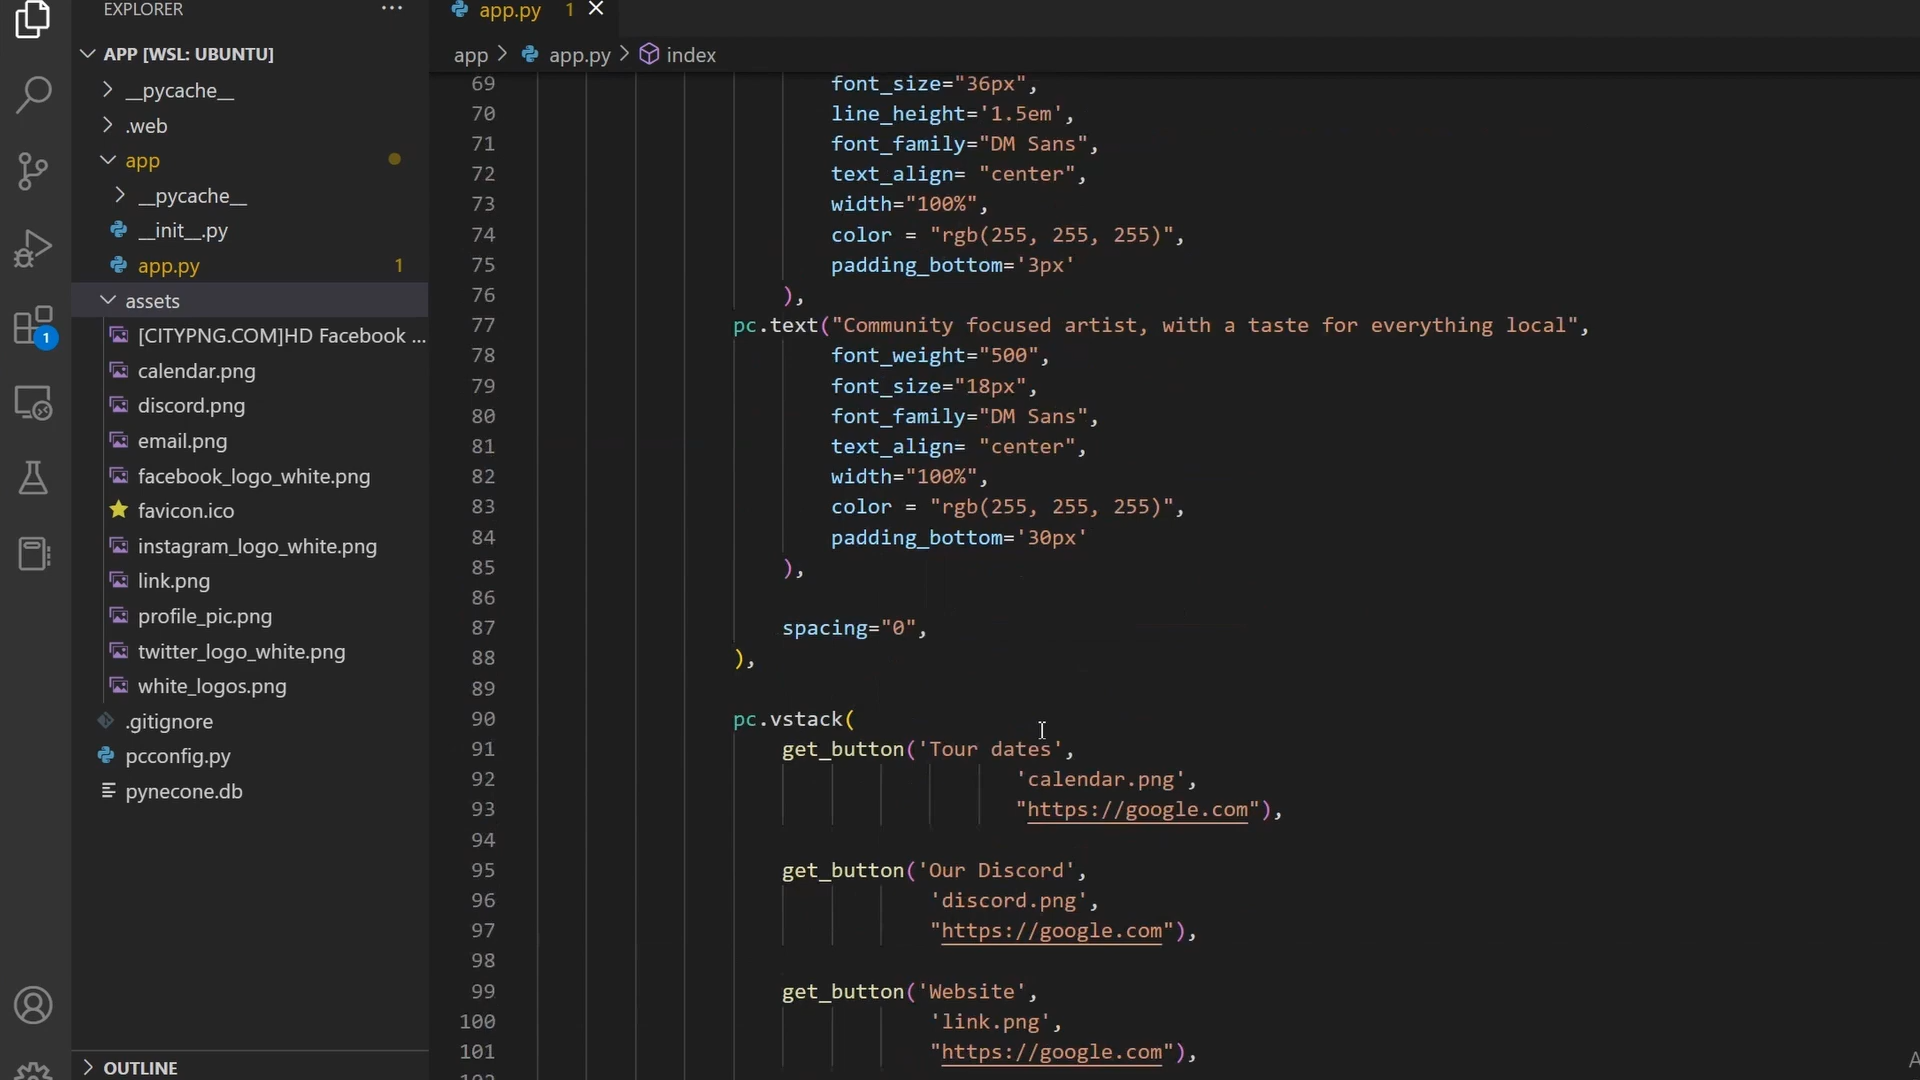 EXPLORER
APP [WSL: UBUNTU]
__pycache__
.web
app
__pycache__
__init__.py
app.py 1
assets
[CITYPNG.COM]HD Facebook ...
calendar.png
discord.png
email.png
facebook_logo_white.png
favicon.ico
instagram_logo_white.png
link.png
profile_pic.png
twitter_logo_white.png
white_logos.png
.gitignore
pcconfig.py
pynecone.db
OUTLINE
1
app.py 1
app > app.py > index
69 font_size="36px",
70 line_height='1.5em',
71 font_family="DM Sans",
72 text_align= "center",
73 width="100%",
74 color = "rgb(255, 255, 255)",
75 padding_bottom='3px'
76 ),
77 pc.text("Community focused artist, with a taste for everything local",
78 font_weight="500",
79 font_size="18px",
80 font_family="DM Sans",
81 text_align= "center",
82 width="100%",
83 color = "rgb(255, 255, 255)",
84 padding_bottom='30px'
85 ),
86
87 spacing="0",
88 ),
89
90 pc.vstack(
91 get_button('Tour dates',
92 'calendar.png',
93 "https://google.com"),
94
95 get_button('Our Discord',
96 'discord.png',
97 "https://google.com"),
98
99 get_button('Website',
100 'link.png',
101 "https://google.com"),